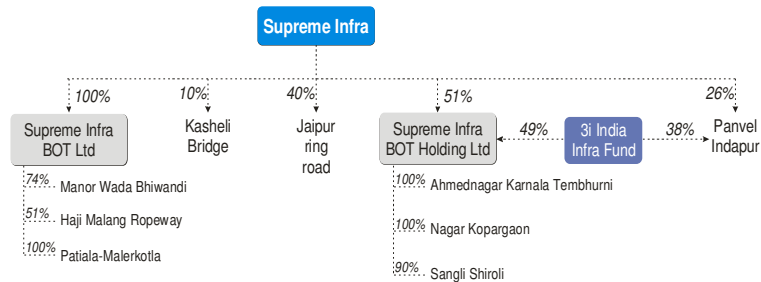 Supreme Infra
100%
10%
40%
51%
26%
Supreme Infra
BOT Ltd
Kasheli
Bridge
Jaipur
ring
road
Supreme Infra
BOT Holding Ltd
49%
3i India
Infra Fund
38%
Panvel
Indapur
74% Manor Wada Bhiwandi
51% Haji Malang Ropeway
100% Patiala-Malerkotla
100% Ahmednagar Karnala Tembhurni
100% Nagar Kopargaon
90% Sangli Shiroli